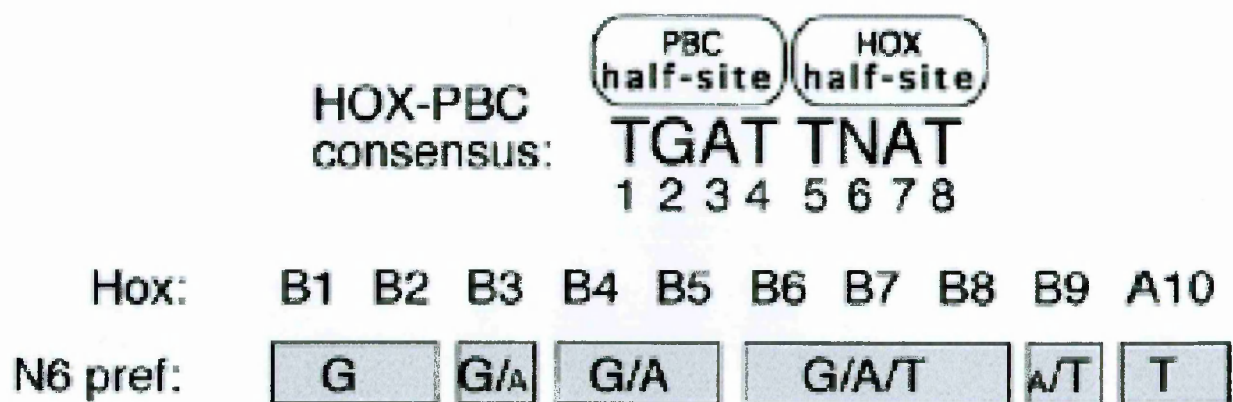 PBC HOX
half-site half-site
HOX-PBC
consensus: TGAT TNAT
1 2 3 4 5 6 7 8
Hox: B1 B2 B3 B4 B5 B6 B7 B8 B9 A10
N6 pref: G G/A G/A G/A/T A/T T